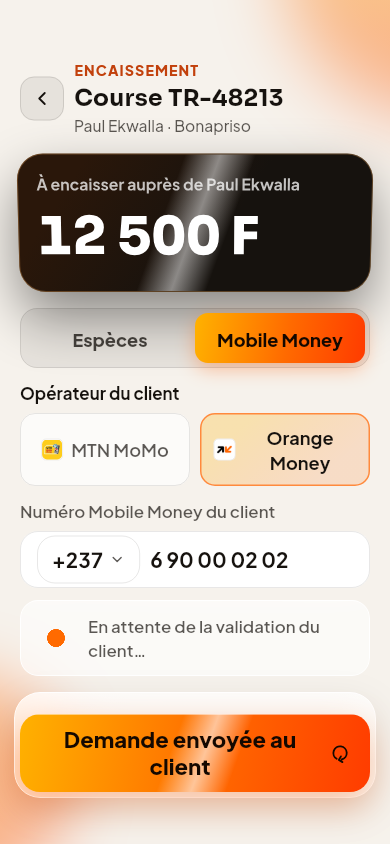 ENCAISSEMENT
Course TR-48213
Paul Ekwalla · Bonapriso
À encaisser auprès de Paul Ekwalla
12 500 F
Espèces
Mobile Money
Opérateur du client
MTN MoMo
Orange
Money
Numéro Mobile Money du client
+237
6 90 00 02 02
En attente de la validation du
client…
Demande envoyée au
client